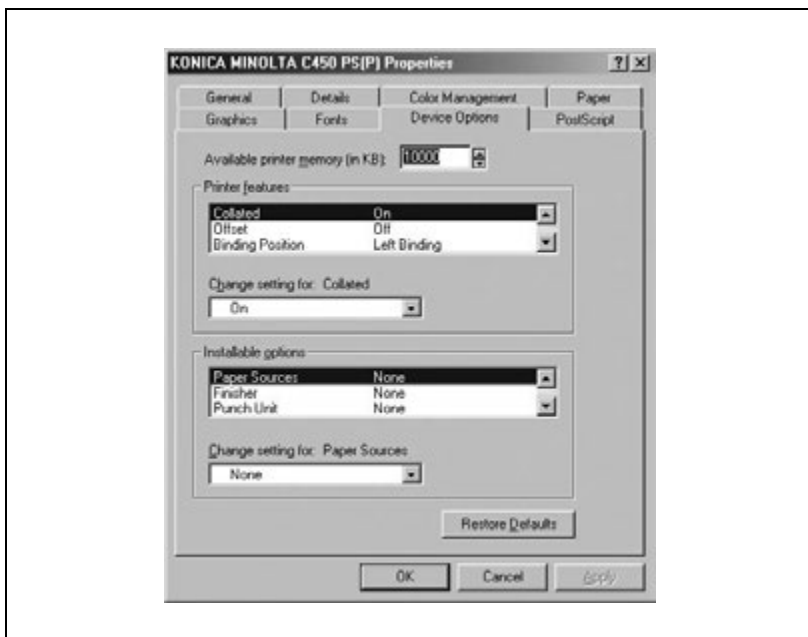 KONICA MINOLTA C450 PS(P) Properties
General Details Color Management Paper
Graphics Fonts Device Options PostScript
Available printer memory (in KB): 10000
Printer features
Collated On
Offset Off
Binding Position Left Binding
Change setting for: Collated
On
Installable options
Paper Sources None
Finisher None
Punch Unit None
Change setting for: Paper Sources
None
Restore Defaults
OK Cancel Apply